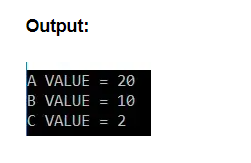 Output:
A VALUE = 20
B VALUE = 10
C VALUE = 2